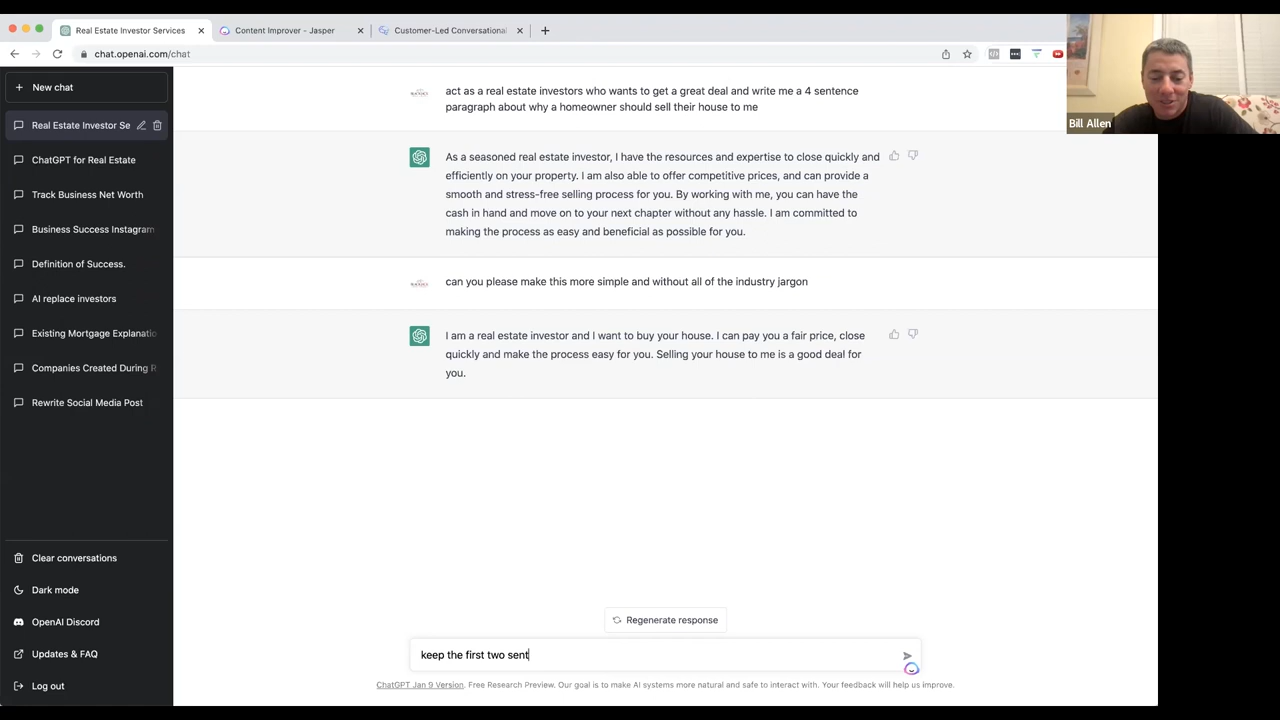 Real Estate Investor Services
Content Improver - Jasper
Customer-Led Conversational
chat.openai.com/chat
New chat
Real Estate Investor Se
ChatGPT for Real Estate
Track Business Net Worth
Business Success Instagram
Definition of Success.
AI replace investors
Existing Mortgage Explanatio
Companies Created During R
Rewrite Social Media Post
Clear conversations
Dark mode
OpenAI Discord
Updates & FAQ
Log out
act as a real estate investors who wants to get a great deal and write me a 4 sentence
paragraph about why a homeowner should sell their house to me
As a seasoned real estate investor, I have the resources and expertise to close quickly and
efficiently on your property. I am also able to offer competitive prices, and can provide a
smooth and stress-free selling process for you. By working with me, you can have the
cash in hand and move on to your next chapter without any hassle. I am committed to
making the process as easy and beneficial as possible for you.
can you please make this more simple and without all of the industry jargon
I am a real estate investor and I want to buy your house. I can pay you a fair price, close
quickly and make the process easy for you. Selling your house to me is a good deal for
you.
Regenerate response
keep the first two sent
ChatGPT Jan 9 Version. Free Research Preview. Our goal is to make AI systems more natural and safe to interact with. Your feedback will help us improve.
Bill Allen